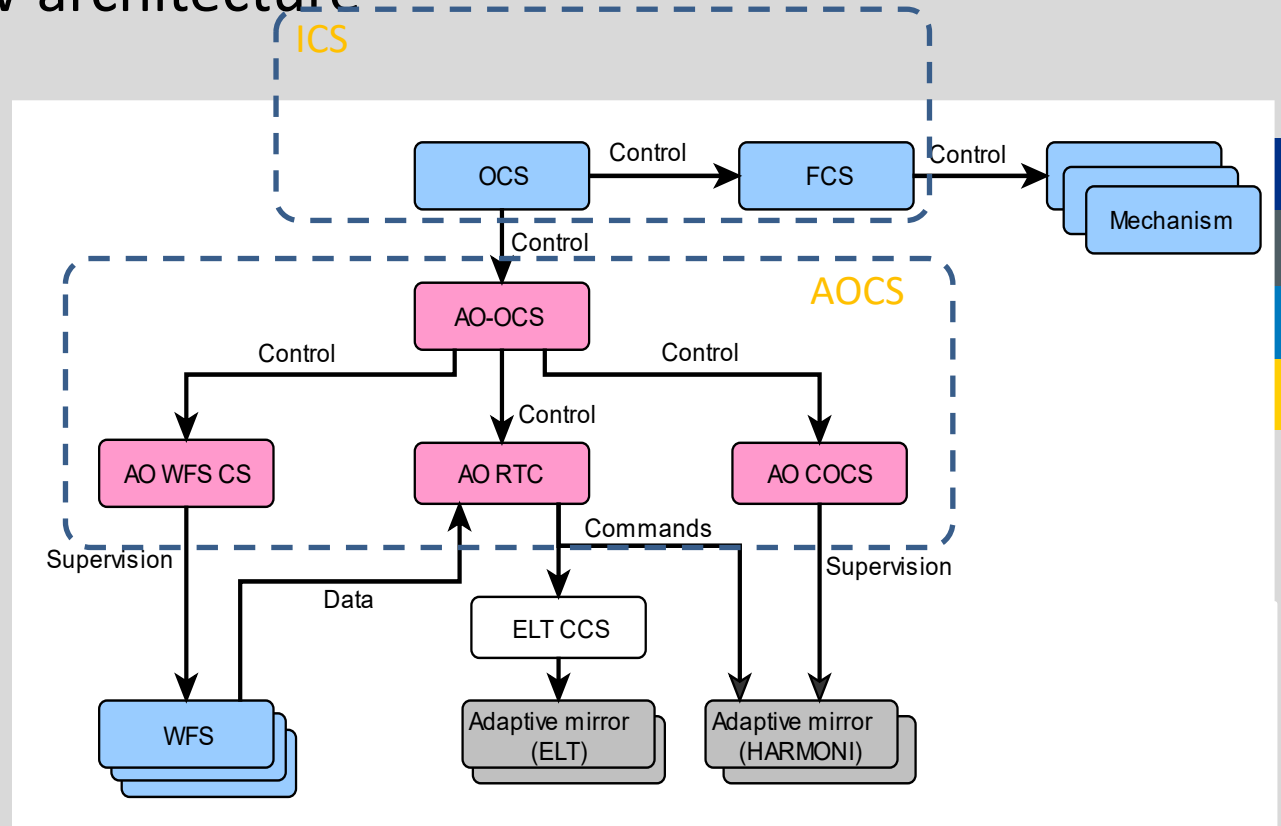 architecture
ICS
Control
Control
OCS
FCS
Mechanism
Control
AOCS
AO-OCS
Control
Control
Control
AO WFS CS
AO RTC
AO COCS
Commands
Supervision
Supervision
Data
ELT CCS
WFS
Adaptive mirror
(ELT)
Adaptive mirror
(HARMONI)